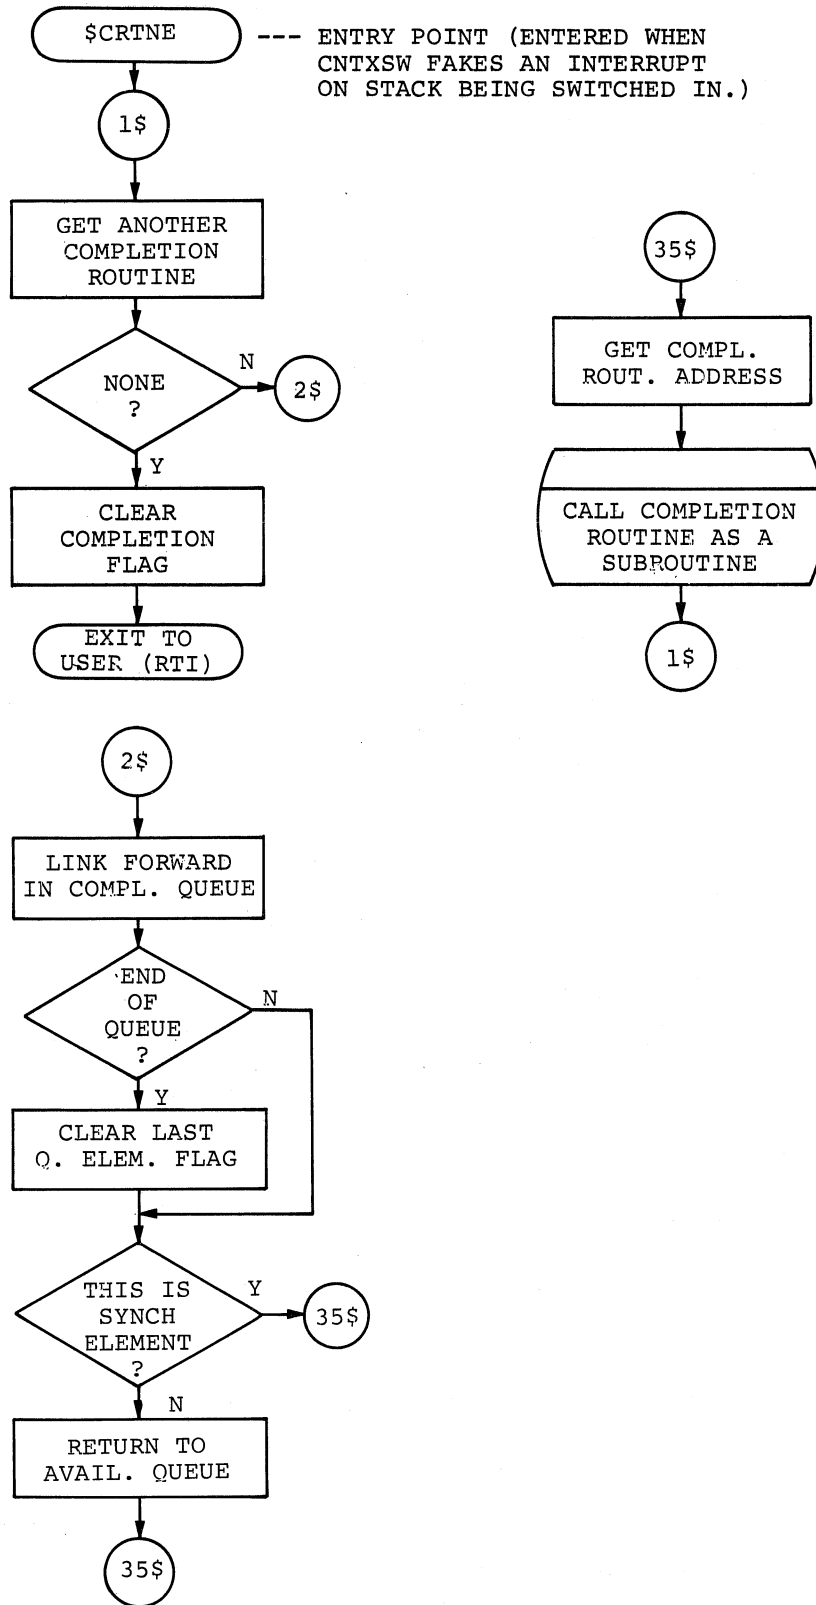 $CRTNE
--- ENTRY POINT (ENTERED WHEN
CNTXSW FAKES AN INTERRUPT
ON STACK BEING SWITCHED IN.)
1$
GET ANOTHER
COMPLETION
ROUTINE
NONE
?
N
2$
Y
CLEAR
COMPLETION
FLAG
EXIT TO
USER (RTI)
35$
GET COMPL.
ROUT. ADDRESS
CALL COMPLETION
ROUTINE AS A
SUBROUTINE
1$
2$
LINK FORWARD
IN COMPL. QUEUE
END
OF
QUEUE
?
N
Y
CLEAR LAST
Q. ELEM. FLAG
THIS IS
SYNCH
ELEMENT
?
Y
35$
N
RETURN TO
AVAIL. QUEUE
35$